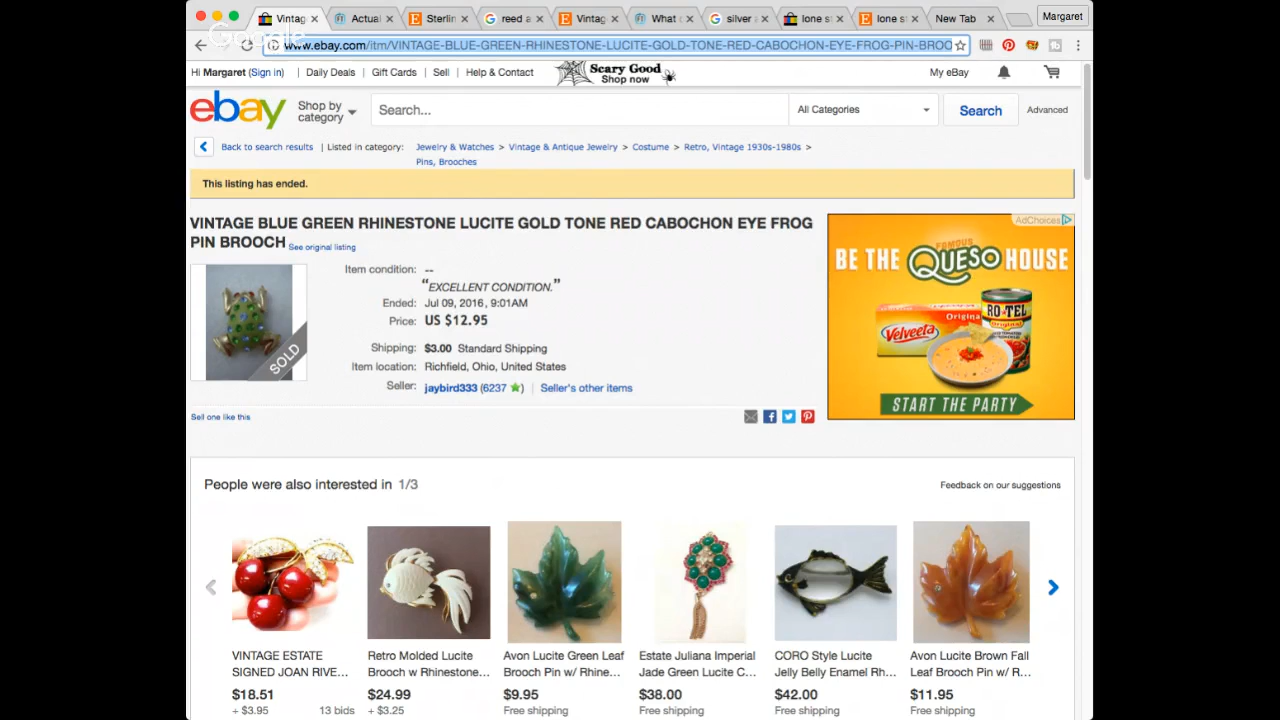 Vintag
Actual
Sterlin
reed a
Vintag
What c
silver
lone s
lone s
New Tab
Margaret
Google
www.ebay.com/itm/VINTAGE-BLUE-GREEN-RHINESTONE-LUCITE-GOLD-TONE-RED-CABOCHON-EYE-FROG-PIN-BROOC
Hi Margaret (Sign in) | Daily Deals | Gift Cards | Sell | Help & Contact
Scary Good
Shop now
My eBay
ebay
Shop by
category
Search...
All Categories
Search
Advanced
Back to search results | Listed in category: Jewelry & Watches > Vintage & Antique Jewelry > Costume > Retro, Vintage 1930s-1980s >
Pins, Brooches
This listing has ended.
VINTAGE BLUE GREEN RHINESTONE LUCITE GOLD TONE RED CABOCHON EYE FROG
PIN BROOCH See original listing
SOLD
Item condition: --
“EXCELLENT CONDITION.”
Ended: Jul 09, 2016, 9:01AM
Price: US $12.95
Shipping: $3.00 Standard Shipping
Item location: Richfield, Ohio, United States
Seller: jaybird333 (6237 ) | Seller's other items
Sell one like this
AdChoices
BE THE FAMOUS QUESO HOUSE
Original
Velveeta
RO★TEL
Original
START THE PARTY
People were also interested in 1/3
Feedback on our suggestions
VINTAGE ESTATE
SIGNED JOAN RIVE...
$18.51
+ $3.95 13 bids
Retro Molded Lucite
Brooch w Rhinestone...
$24.99
+ $3.25
Avon Lucite Green Leaf
Brooch Pin w/ Rhine...
$9.95
Free shipping
Estate Juliana Imperial
Jade Green Lucite C...
$38.00
Free shipping
CORO Style Lucite
Jelly Belly Enamel Rh...
$42.00
Free shipping
Avon Lucite Brown Fall
Leaf Brooch Pin w/ R...
$11.95
Free shipping